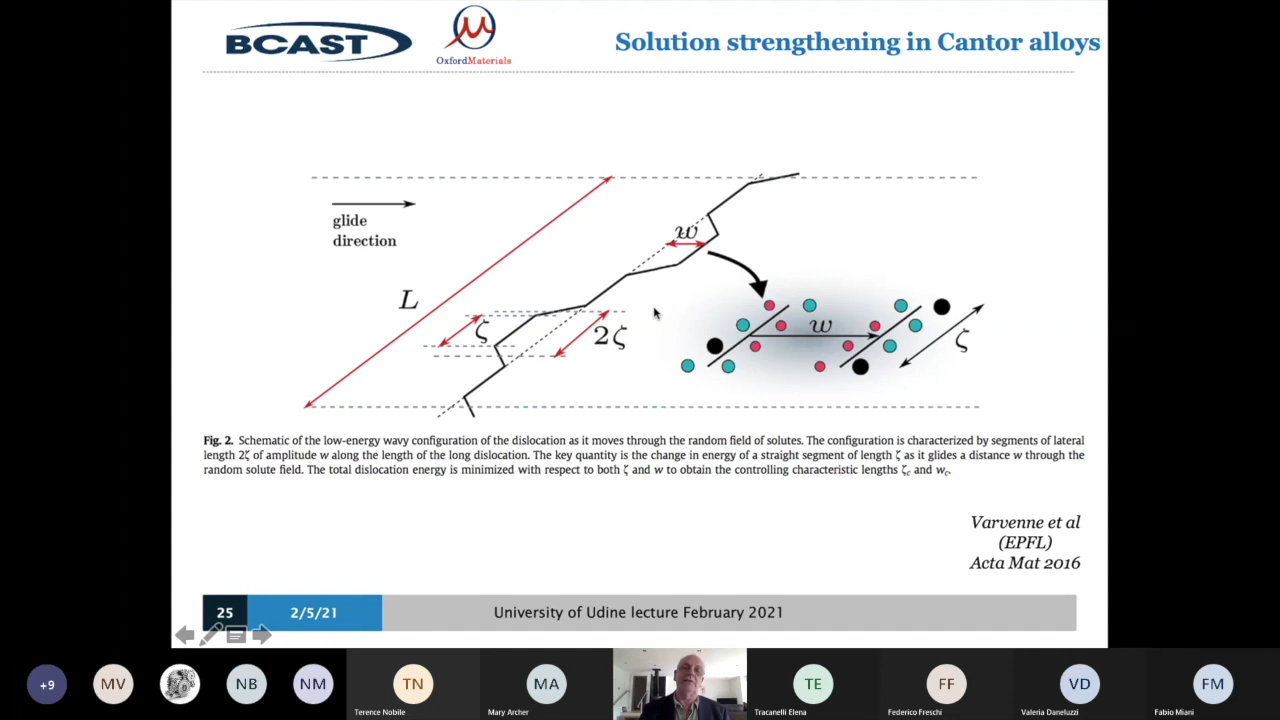 BCAST
OxfordMaterials
Solution strengthening in Cantor alloys
glide
direction
L
w
ζ
2ζ
w
ζ
Fig. 2. Schematic of the low-energy wavy configuration of the dislocation as it moves through the random field of solutes. The configuration is characterized by segments of lateral
length 2ζ of amplitude w along the length of the long dislocation. The key quantity is the change in energy of a straight segment of length ζ as it glides a distance w through the
random solute field. The total dislocation energy is minimized with respect to both ζ and w to obtain the controlling characteristic lengths ζc and wc.
Varvenne et al
(EPFL)
Acta Mat 2016
25
2/5/21
University of Udine lecture February 2021
+9
MV
NB
NM
TN
Terence Nobile
MA
Mary Archer
TE
Tracanelli Elena
FF
Federico Freschi
VD
Valeria Daneluzzi
FM
Fabio Miani